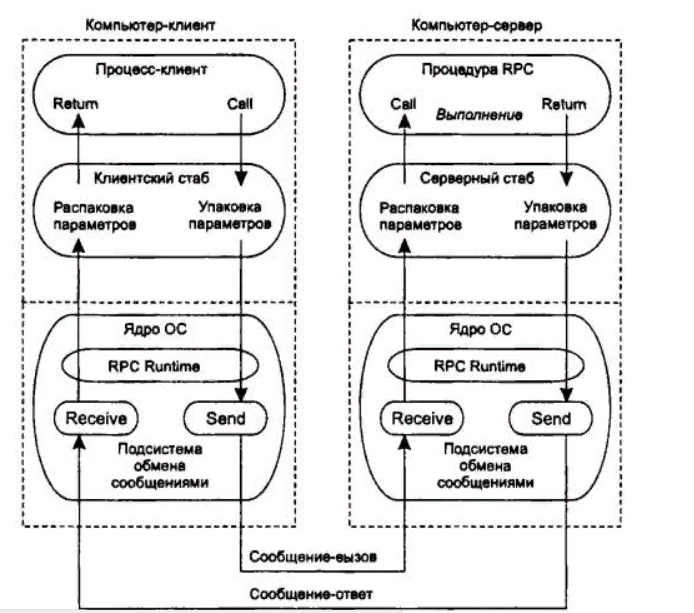 Компьютер-клиент
Компьютер-сервер
Процесс-клиент
Return
Call
Процедура RPC
Call
Выполнение
Return
Клиентский стаб
Распаковка
параметров
Упаковка
параметров
Серверный стаб
Распаковка
параметров
Упаковка
параметров
Ядро ОС
RPC Runtime
Receive
Send
Подсистема
обмена
сообщениями
Ядро ОС
RPC Runtime
Receive
Send
Подсистема
обмена
сообщениями
Сообщение-вызов
Сообщение-ответ